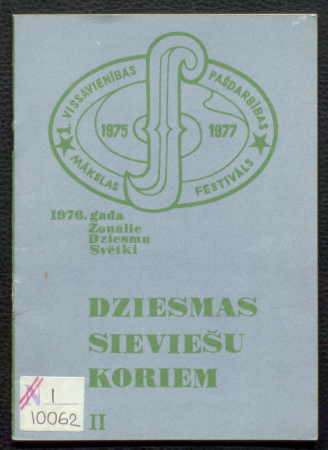 1. VISSAVIENĪBAS PAŠDARBĪBAS
1975 1977
MĀKSLAS FESTIVĀLS
1976. gada
Zonālie
Dziesmu
Svētki
DZIESMAS
SIEVIEŠU
KORIEM
II
N 1
10062